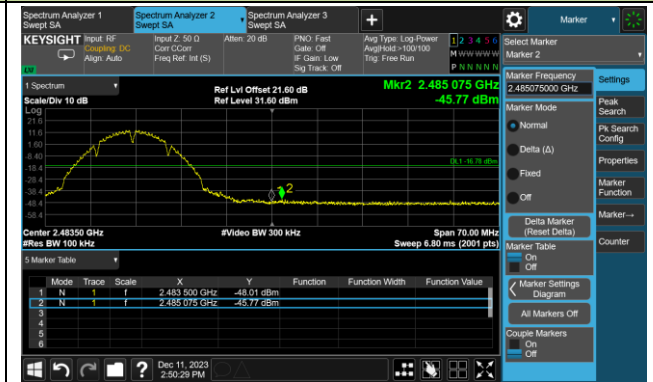 Spectrum Analyzer 1
Swept SA
Spectrum Analyzer 2
Swept SA
Spectrum Analyzer 3
Swept SA
+
Marker
KEYSIGHT
Input: RF
Coupling: DC
Align: Auto
Input Z: 50 Ω
Corr CCorr
Freq Ref: Int (S)
Atten: 20 dB
PNO: Fast
Gate: Off
IF Gain: Low
Sig Track: Off
Avg Type: Log-Power
Avg|Hold:>100/100
Trig: Free Run
1 2 3 4 5 6
M W W W W W
P N N N N N
Select Marker
Marker 2
1 Spectrum
Scale/Div 10 dB
Ref Lvl Offset 21.60 dB
Ref Level 31.60 dBm
Mkr2 2.485 075 GHz
-45.77 dBm
Log
21.6
11.6
1.60
-8.40
-18.4
-28.4
-38.4
-48.4
-58.4
DL1 -16.78 dBm
2
Center 2.48350 GHz
#Res BW 100 kHz
#Video BW 300 kHz
Span 70.00 MHz
Sweep 6.80 ms (2001 pts)
5 Marker Table
Mode Trace Scale X Y Function Function Width Function Value
1 N 1 f 2.483 500 GHz -48.01 dBm
2 N 1 f 2.485 075 GHz -45.77 dBm
3
4
5
6
Marker Frequency
2.485075000 GHz
Marker Mode
Normal
Delta (Δ)
Fixed
Off
Delta Marker
(Reset Delta)
Marker Table
On
Off
Marker Settings
Diagram
All Markers Off
Couple Markers
On
Off
Settings
Peak
Search
Pk Search
Config
Properties
Marker
Function
Marker→
Counter
?
Dec 11, 2023
2:50:29 PM